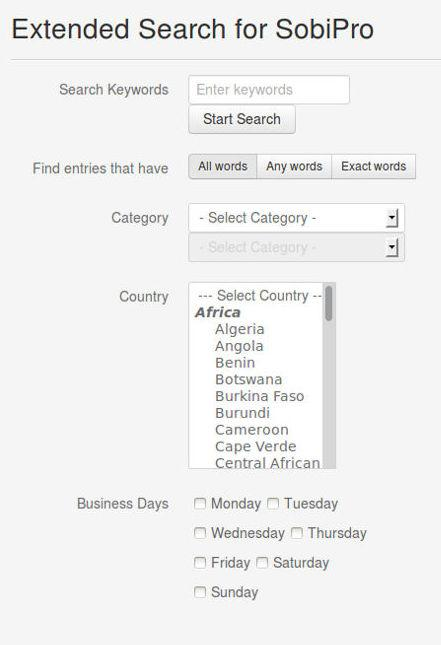 Extended Search for SobiPro
Search Keywords Enter keywords
Start Search
Find entries that have All words Any words Exact words
Category - Select Category -
- Select Category -
Country --- Select Country --
Africa
Algeria
Angola
Benin
Botswana
Burkina Faso
Burundi
Cameroon
Cape Verde
Central African
Business Days Monday Tuesday
Wednesday Thursday
Friday Saturday
Sunday